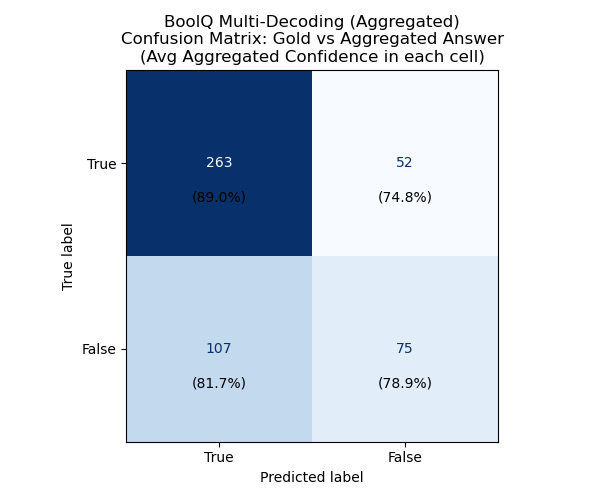 BoolQ Multi-Decoding (Aggregated)
Confusion Matrix: Gold vs Aggregated Answer
(Avg Aggregated Confidence in each cell)
True label
True
263
52
(89.0%)
(74.8%)
False
107
75
(81.7%)
(78.9%)
True
False
Predicted label